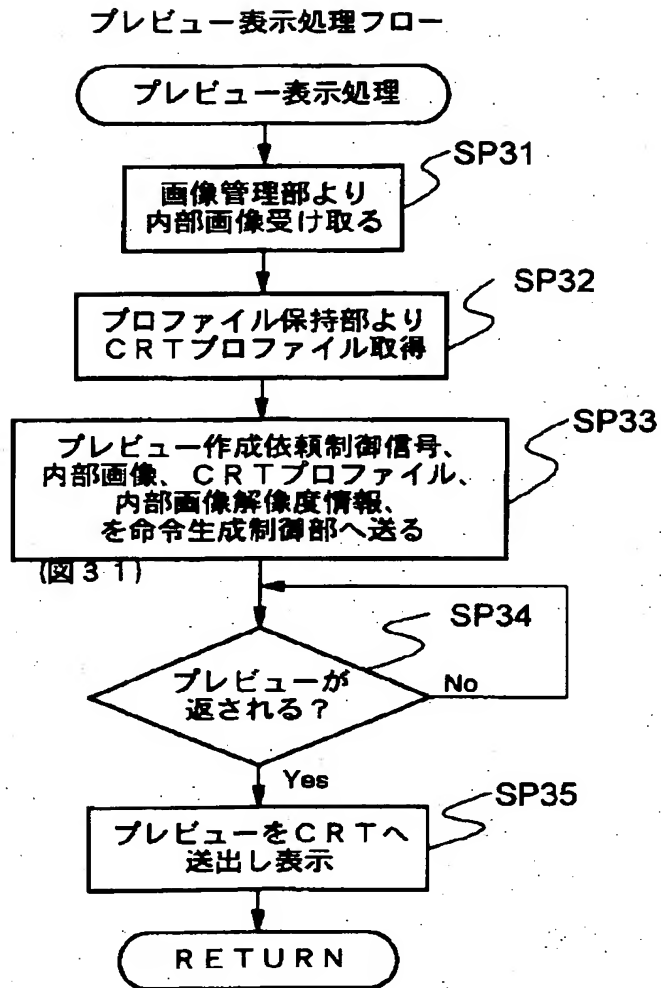 プレビュー表示処理フロー
プレビュー表示処理
SP31
画像管理部より
内部画像受け取る
SP32
プロファイル保持部より
CRTプロファイル取得
SP33
プレビュー作成依頼制御信号、
内部画像、CRTプロファイル、
内部画像解像度情報、
を命令生成制御部へ送る
(図31)
SP34
プレビューが
返される?
No
Yes
SP35
プレビューをCRTへ
送出し表示
RETURN